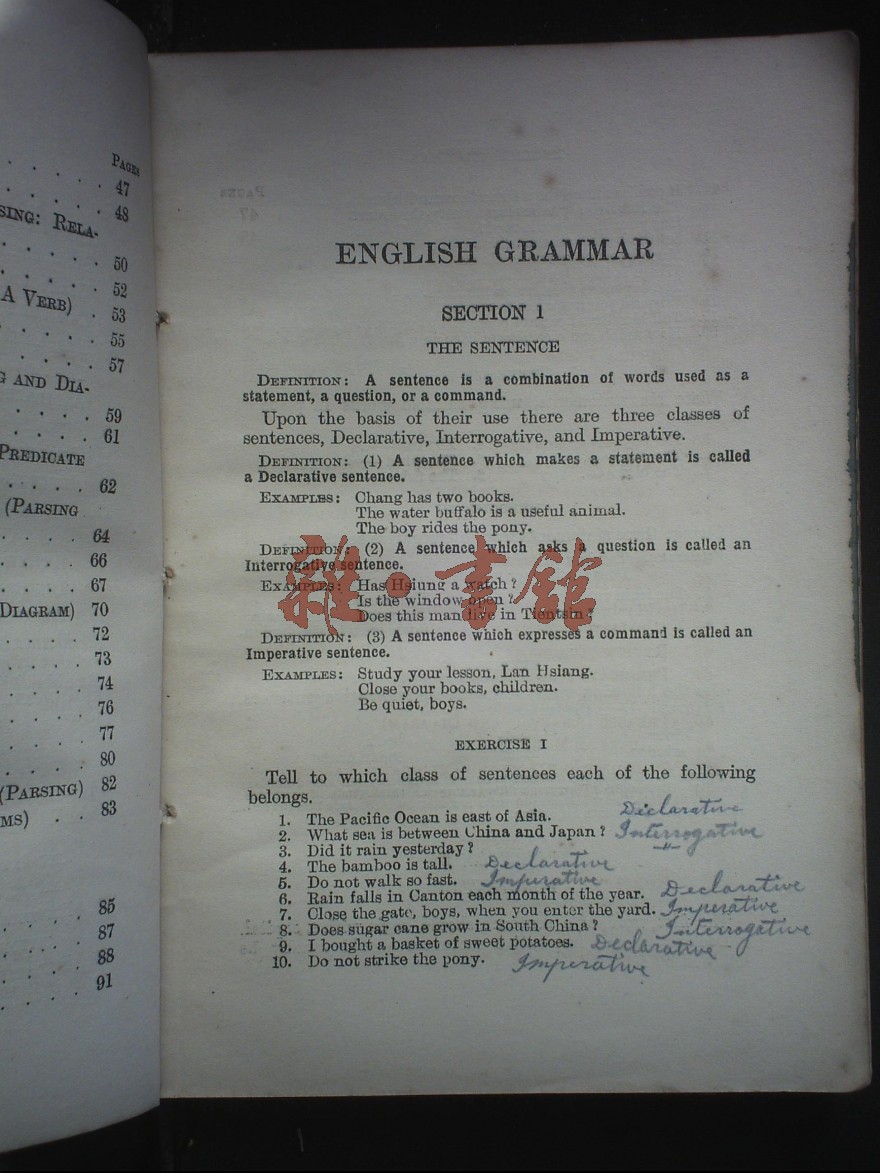 PAGES
47
48
SING: RELA-
50
52
A VERB) . 53
55
57
G AND DIA-
59
61
PREDICATE
62
(PARSING
64
66
67
DIAGRAM) 70
72
73
74
76
77
80
(PARSING) 82
MS) . . 83
85
87
88
91
ENGLISH GRAMMAR
SECTION 1
THE SENTENCE
DEFINITION: A sentence is a combination of words used as a
statement, a question, or a command.
Upon the basis of their use there are three classes of
sentences, Declarative, Interrogative, and Imperative.
DEFINITION: (1) A sentence which makes a statement is called
a Declarative sentence.
EXAMPLES: Chang has two books.
The water buffalo is a useful animal.
The boy rides the pony.
DEFINITION: (2) A sentence which asks a question is called an
Interrogative sentence.
EXAMPLES: Has Hsiung a watch?
Is the window open?
Does this man live in Tientsin?
DEFINITION: (3) A sentence which expresses a command is called an
Imperative sentence.
EXAMPLES: Study your lesson, Lan Hsiang.
Close your books, children.
Be quiet, boys.
EXERCISE I
Tell to which class of sentences each of the following
belongs.
1. The Pacific Ocean is east of Asia. Declarative
2. What sea is between China and Japan? Interrogative
3. Did it rain yesterday? -"-
4. The bamboo is tall. Declarative
5. Do not walk so fast. Imperative
6. Rain falls in Canton each month of the year. Declarative
7. Close the gate, boys, when you enter the yard. Imperative
8. Does sugar cane grow in South China? Interrogative
9. I bought a basket of sweet potatoes. Declarative
10. Do not strike the pony. Imperative
雜·書館